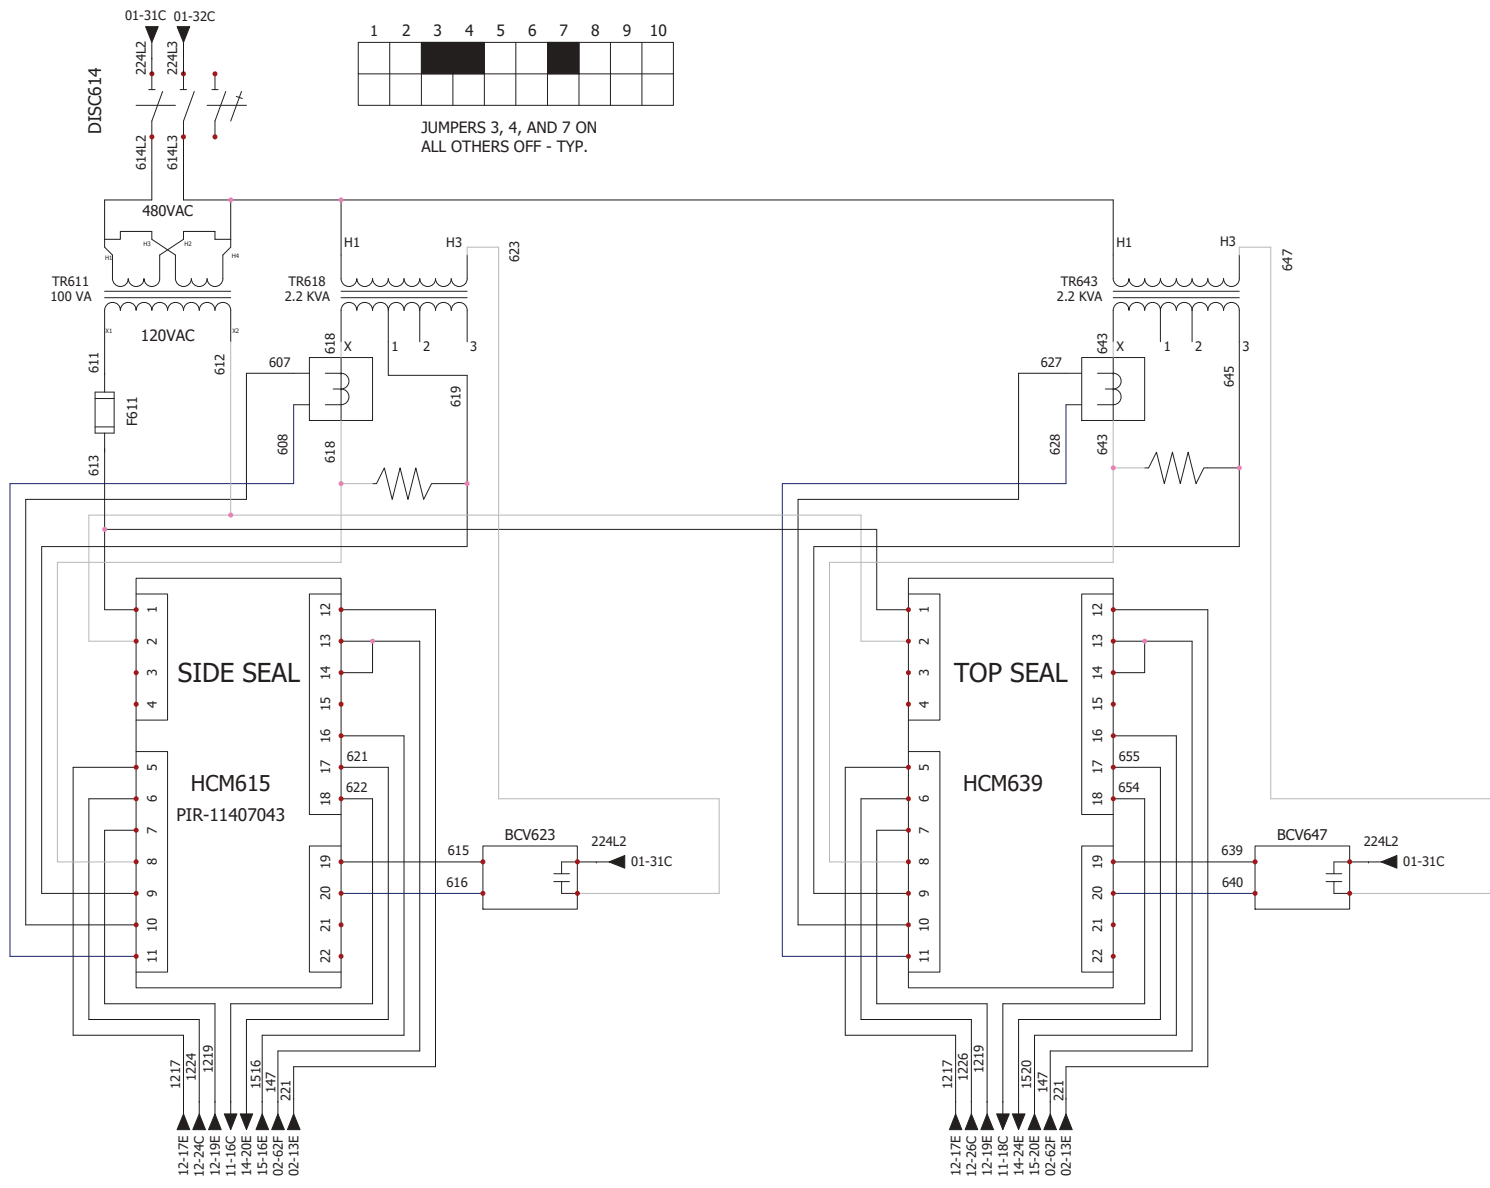 01-31C 01-32C
224L2 224L3
DISC614
614L2 614L3
1 2 3 4 5 6 7 8 9 10
JUMPERS 3, 4, AND 7 ON
ALL OTHERS OFF - TYP.
480VAC
H1 H3 H2 H4
TR611
100 VA
X1 X2
120VAC
611 612
F611
613
H1 H3
623
TR618
2.2 KVA
618 X 1 2 3
607
619
608 618
H1 H3
647
TR643
2.2 KVA
643 X 1 2 3
627
645
628 643
SIDE SEAL
HCM615
PIR-11407043
1
2
3
4
5
6
7
8
9
10
11
12
13
14
15
16
17 621
18 622
19 615
20 616
21
22
BCV623
224L2
01-31C
TOP SEAL
HCM639
1
2
3
4
5
6
7
8
9
10
11
12
13
14
15
16
17 655
18 654
19 639
20 640
21
22
BCV647
224L2
01-31C
1217 1224 1219 1516 147 221
12-17E 12-24C 12-19E 11-16C 14-20E 15-16E 02-62F 02-13E
1217 1226 1219 1520 147 221
12-17E 12-26C 12-19E 11-18C 14-24E 15-20E 02-62F 02-13E